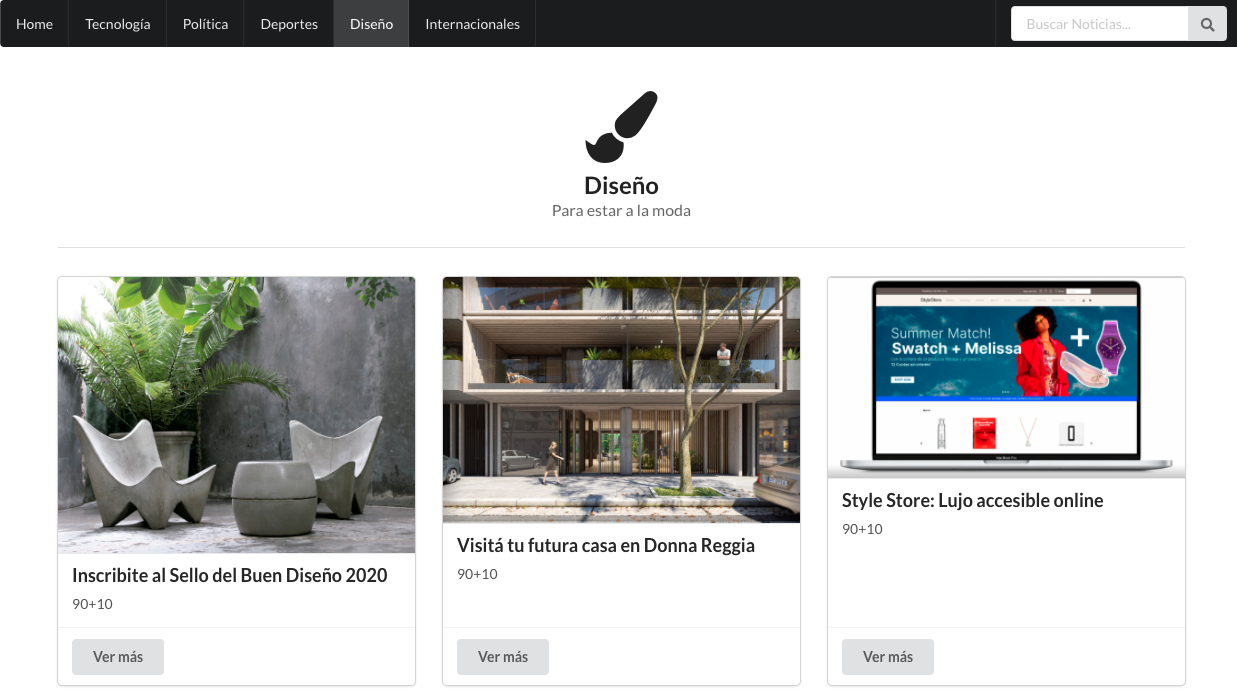 Home
Tecnología
Política
Deportes
Diseño
Internacionales
Buscar Noticias...
Diseño
Para estar a la moda
StyleStore
Summer Match!
Swatch + Melissa
Inscribite al Sello del Buen Diseño 2020
90+10
Ver más
Visitá tu futura casa en Donna Reggia
90+10
Ver más
Style Store: Lujo accesible online
90+10
Ver más